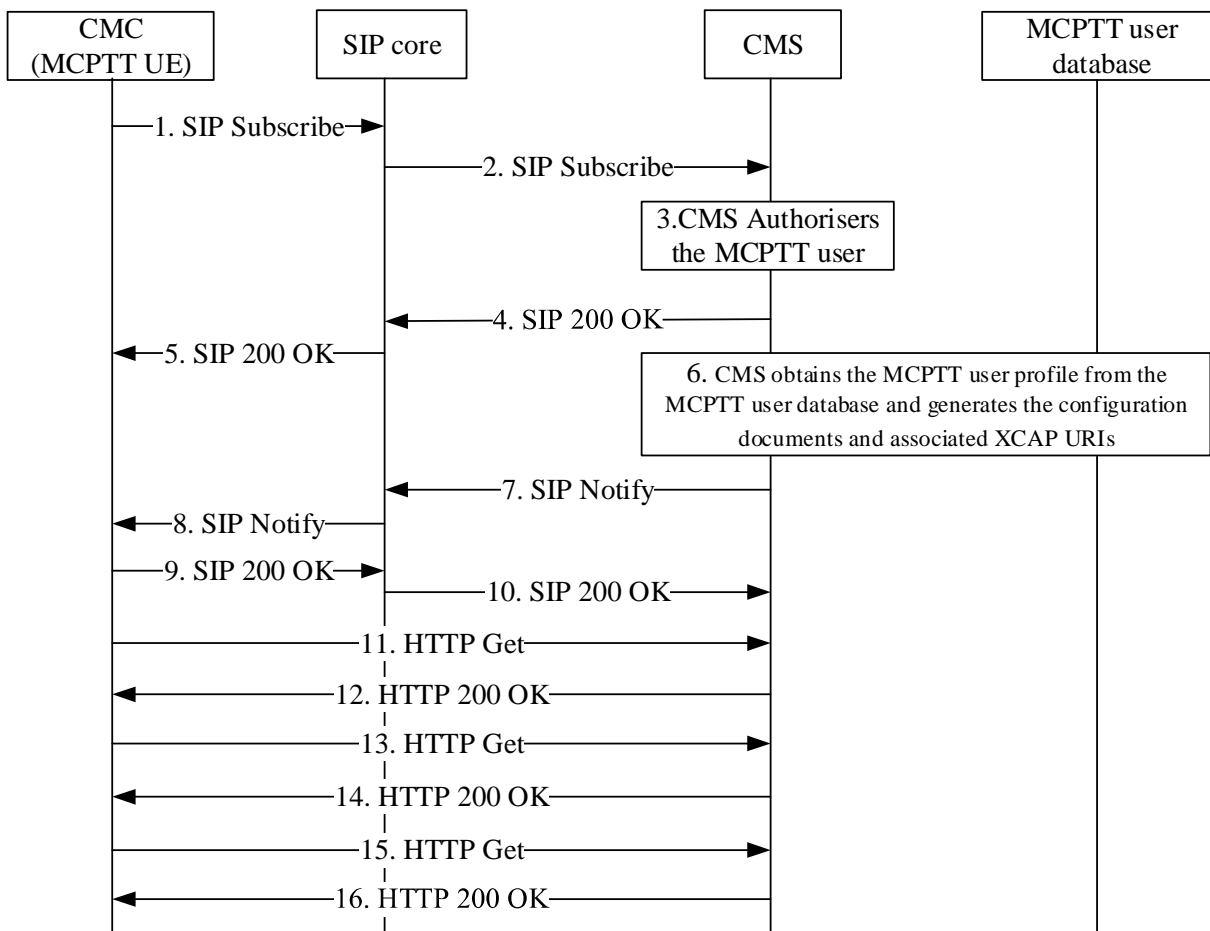 CMC
(MCPTT UE)
SIP core
CMS
MCPTT user
database
1. SIP Subscribe
2. SIP Subscribe
3.CMS Authorisers
the MCPTT user
4. SIP 200 OK
5. SIP 200 OK
6. CMS obtains the MCPTT user profile from the
MCPTT user database and generates the configuration
documents and associated XCAP URIs
7. SIP Notify
8. SIP Notify
9. SIP 200 OK
10. SIP 200 OK
11. HTTP Get
12. HTTP 200 OK
13. HTTP Get
14. HTTP 200 OK
15. HTTP Get
16. HTTP 200 OK